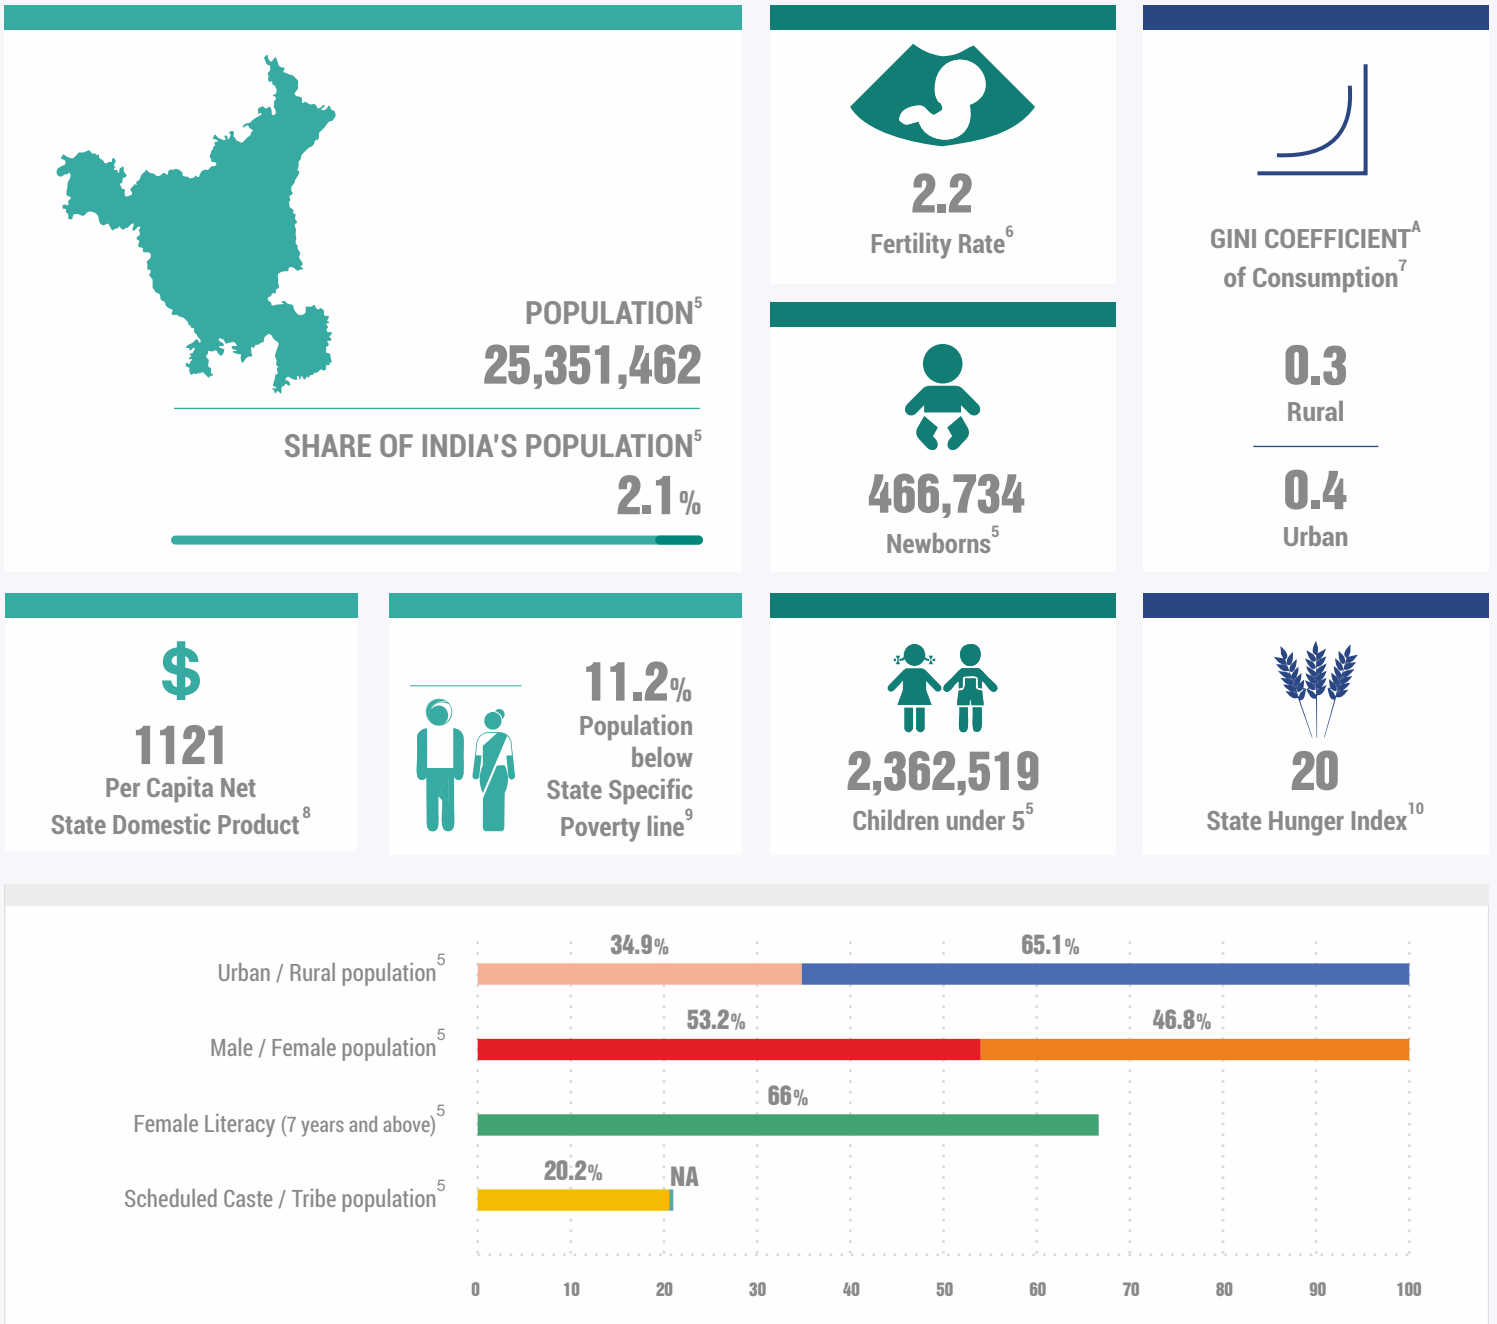 POPULATION5
25,351,462
SHARE OF INDIA'S POPULATION5
2.1%
2.2
Fertility Rate6
466,734
Newborns5
GINI COEFFICIENTA
of Consumption7
0.3
Rural
0.4
Urban
$
1121
Per Capita Net
State Domestic Product8
11.2%
Population
below
State Specific
Poverty line9
2,362,519
Children under 55
20
State Hunger Index10
34.9% 65.1%
Urban / Rural population5
53.2% 46.8%
Male / Female population5
66%
Female Literacy (7 years and above)5
20.2% NA
Scheduled Caste / Tribe population5
0 10 20 30 40 50 60 70 80 90 100